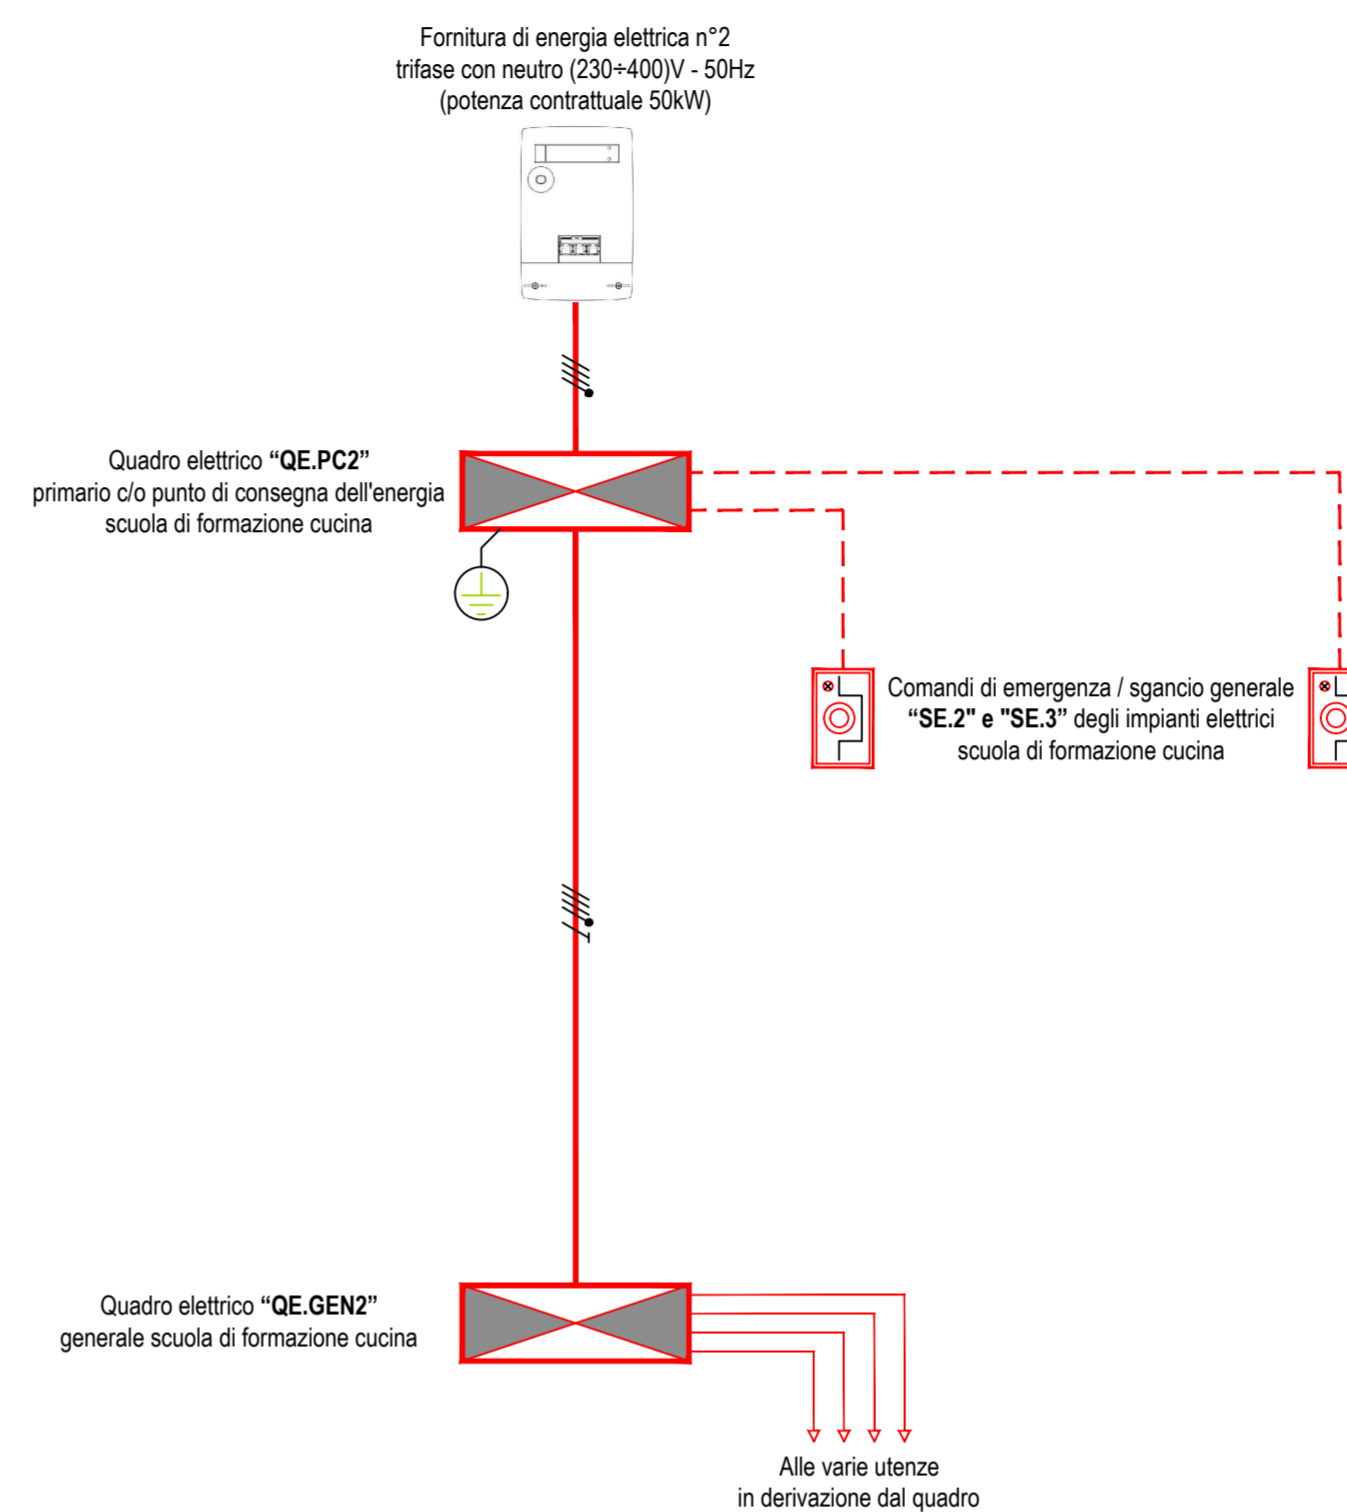 Fornitura di energia elettrica n°2
trifase con neutro (230÷400)V - 50Hz
(potenza contrattuale 50kW)
Quadro elettrico “QE.PC2”
primario c/o punto di consegna dell'energia
scuola di formazione cucina
Comandi di emergenza / sgancio generale
“SE.2" e "SE.3” degli impianti elettrici
scuola di formazione cucina
Quadro elettrico “QE.GEN2”
generale scuola di formazione cucina
Alle varie utenze
in derivazione dal quadro